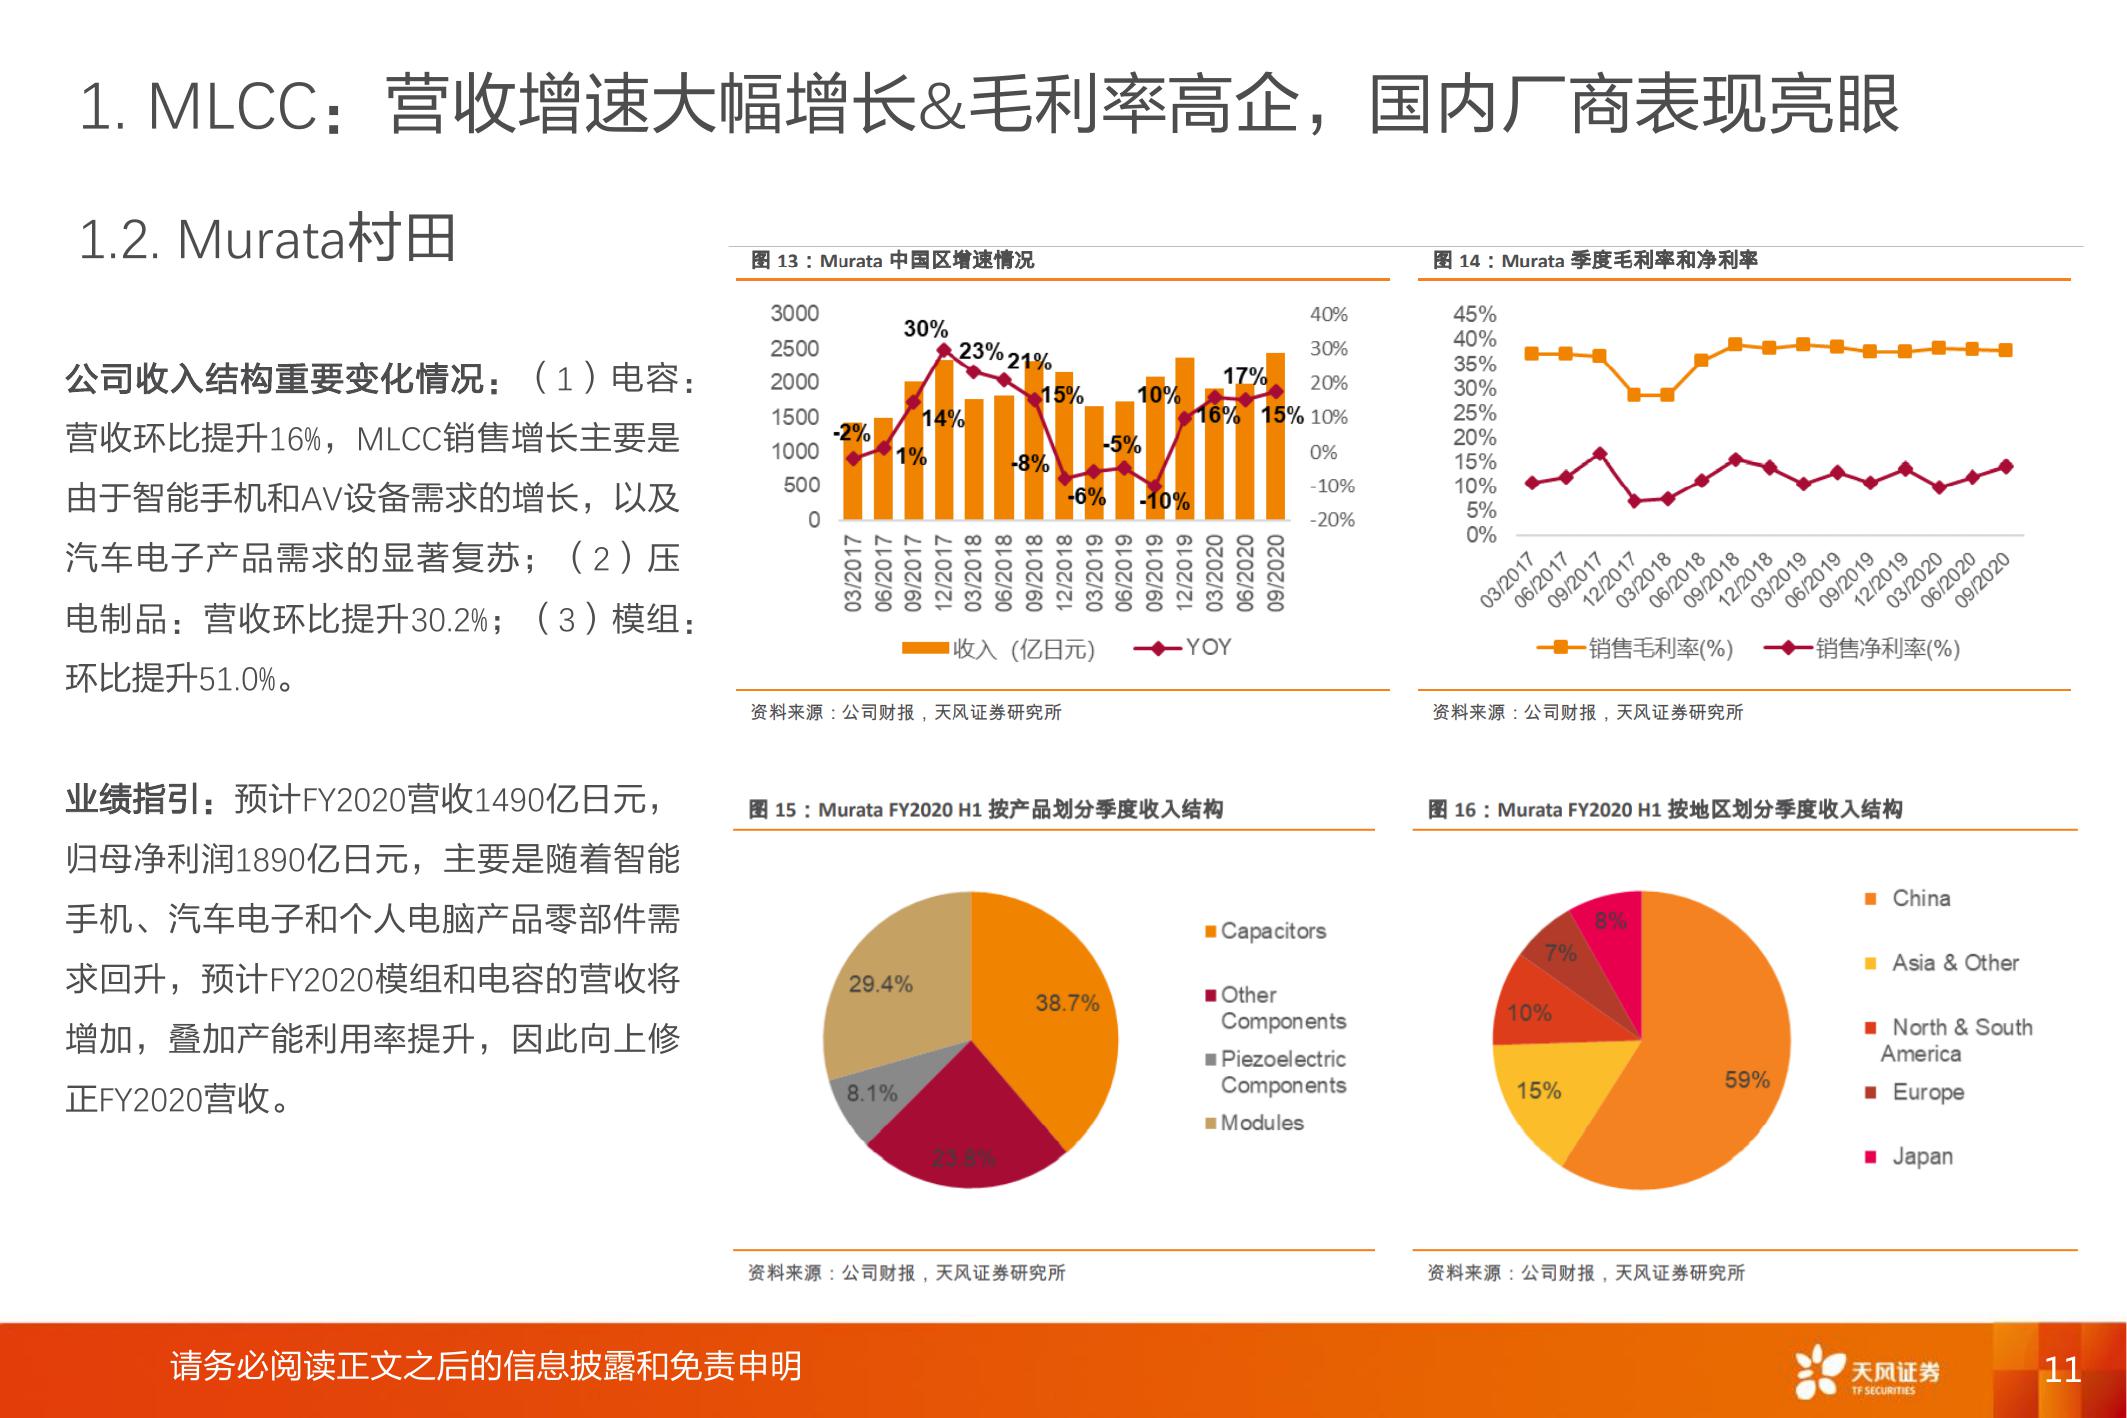 1. MLCC：营收增速大幅增长&毛利率高企，国内厂商表现亮眼
1.2. Murata村田
公司收入结构重要变化情况：（1）电容：
营收环比提升16%，MLCC销售增长主要是
由于智能手机和AV设备需求的增长，以及
汽车电子产品需求的显著复苏；（2）压
电制品：营收环比提升30.2%；（3）模组：
环比提升51.0%。
业绩指引：预计FY2020营收1490亿日元，
归母净利润1890亿日元，主要是随着智能
手机、汽车电子和个人电脑产品零部件需
求回升，预计FY2020模组和电容的营收将
增加，叠加产能利用率提升，因此向上修
正FY2020营收。
图 13：Murata 中国区增速情况
3000
2500
2000
1500
1000
500
0
40%
30%
20%
10%
0%
-10%
-20%
-2%
1%
14%
30%
23%
21%
15%
-8%
-6%
-5%
-10%
10%
16%
17%
15%
03/2017
06/2017
09/2017
12/2017
03/2018
06/2018
09/2018
12/2018
03/2019
06/2019
09/2019
12/2019
03/2020
06/2020
09/2020
收入（亿日元）
YOY
资料来源：公司财报，天风证券研究所
图 14：Murata 季度毛利率和净利率
45%
40%
35%
30%
25%
20%
15%
10%
5%
0%
03/2017
06/2017
09/2017
12/2017
03/2018
06/2018
09/2018
12/2018
03/2019
06/2019
09/2019
12/2019
03/2020
06/2020
09/2020
销售毛利率(%)
销售净利率(%)
资料来源：公司财报，天风证券研究所
图 15：Murata FY2020 H1 按产品划分季度收入结构
38.7%
23.8%
8.1%
29.4%
Capacitors
Other
Components
Piezoelectric
Components
Modules
资料来源：公司财报，天风证券研究所
图 16：Murata FY2020 H1 按地区划分季度收入结构
59%
15%
10%
7%
8%
China
Asia & Other
North & South
America
Europe
Japan
资料来源：公司财报，天风证券研究所
请务必阅读正文之后的信息披露和免责申明
天风证券
TF SECURITIES
11